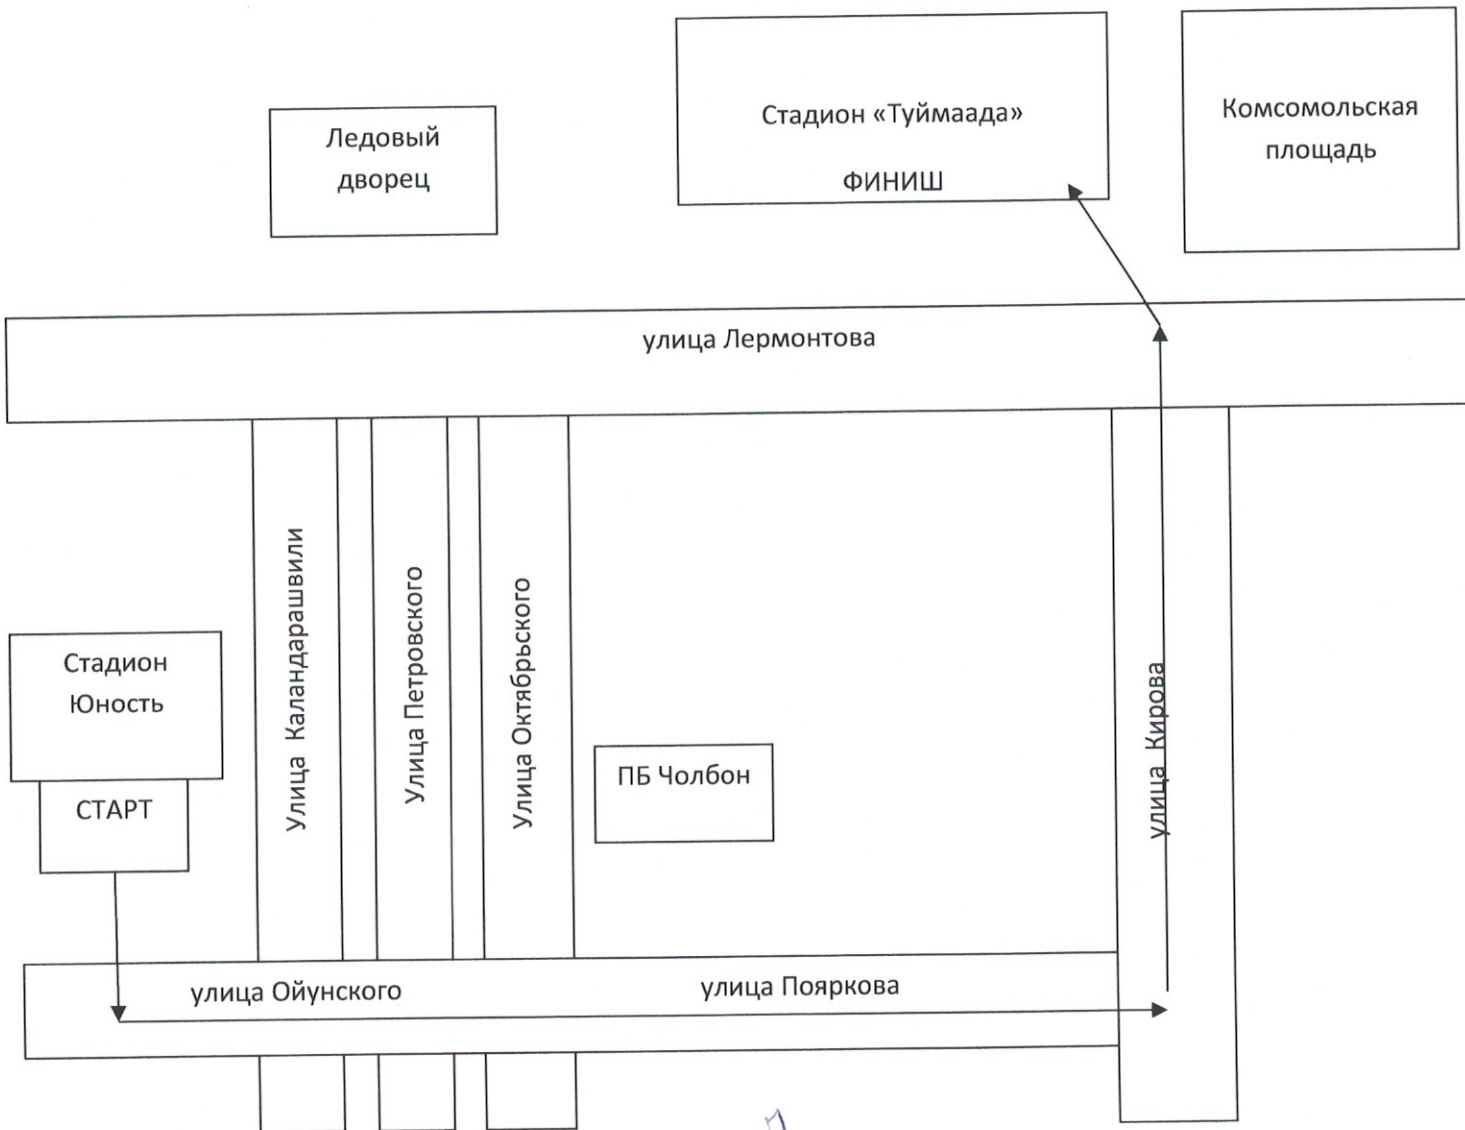 Стадион «Туймаада»
ФИНИШ
Комсомольская
площадь
Ледовый
дворец
улица Лермонтова
Улица Каландарашвили
Улица Петровского
Улица Октябрьского
улица Кирова
Стадион
Юность
СТАРТ
ПБ Чолбон
улица Ойунского
улица Пояркова